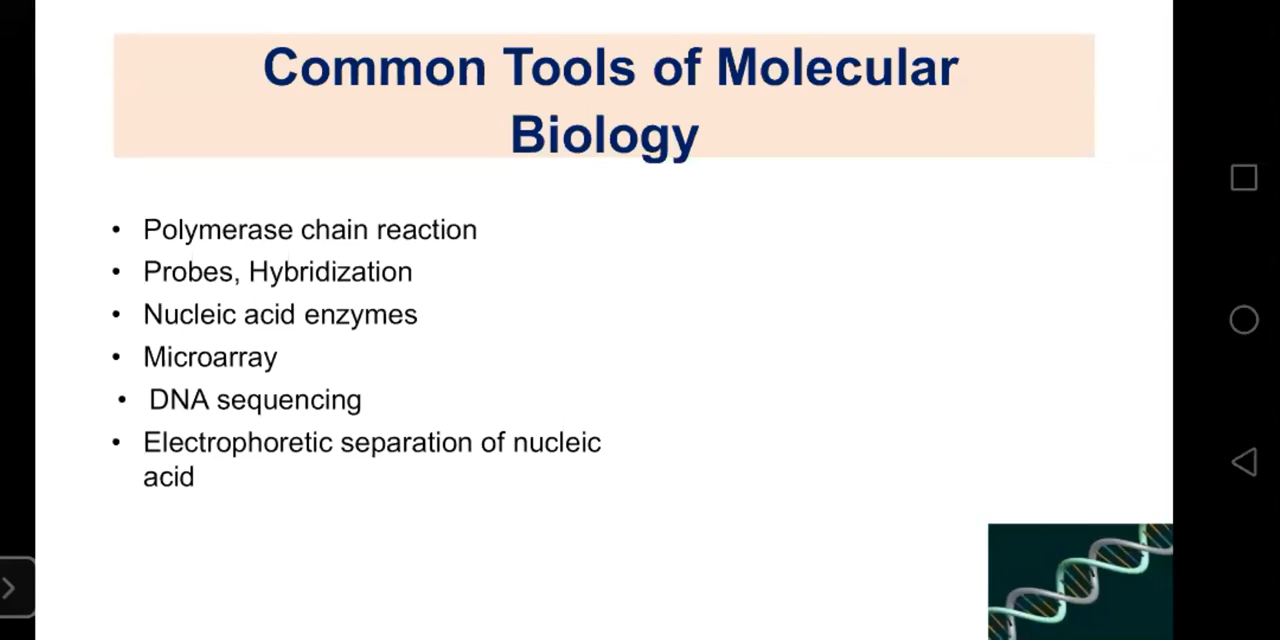 Common Tools of Molecular
Biology
• Polymerase chain reaction
• Probes, Hybridization
• Nucleic acid enzymes
• Microarray
• DNA sequencing
• Electrophoretic separation of nucleic
acid